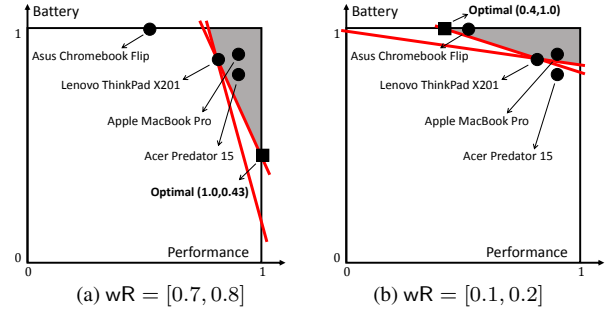 Battery
1
Asus Chromebook Flip
Lenovo ThinkPad X201
Apple MacBook Pro
Acer Predator 15
Optimal (1.0,0.43)
Performance
0
1
(a) wR = [0.7, 0.8]
Battery
Optimal (0.4,1.0)
1
Asus Chromebook Flip
Lenovo ThinkPad X201
Apple MacBook Pro
Acer Predator 15
Performance
0
1
(b) wR = [0.1, 0.2]